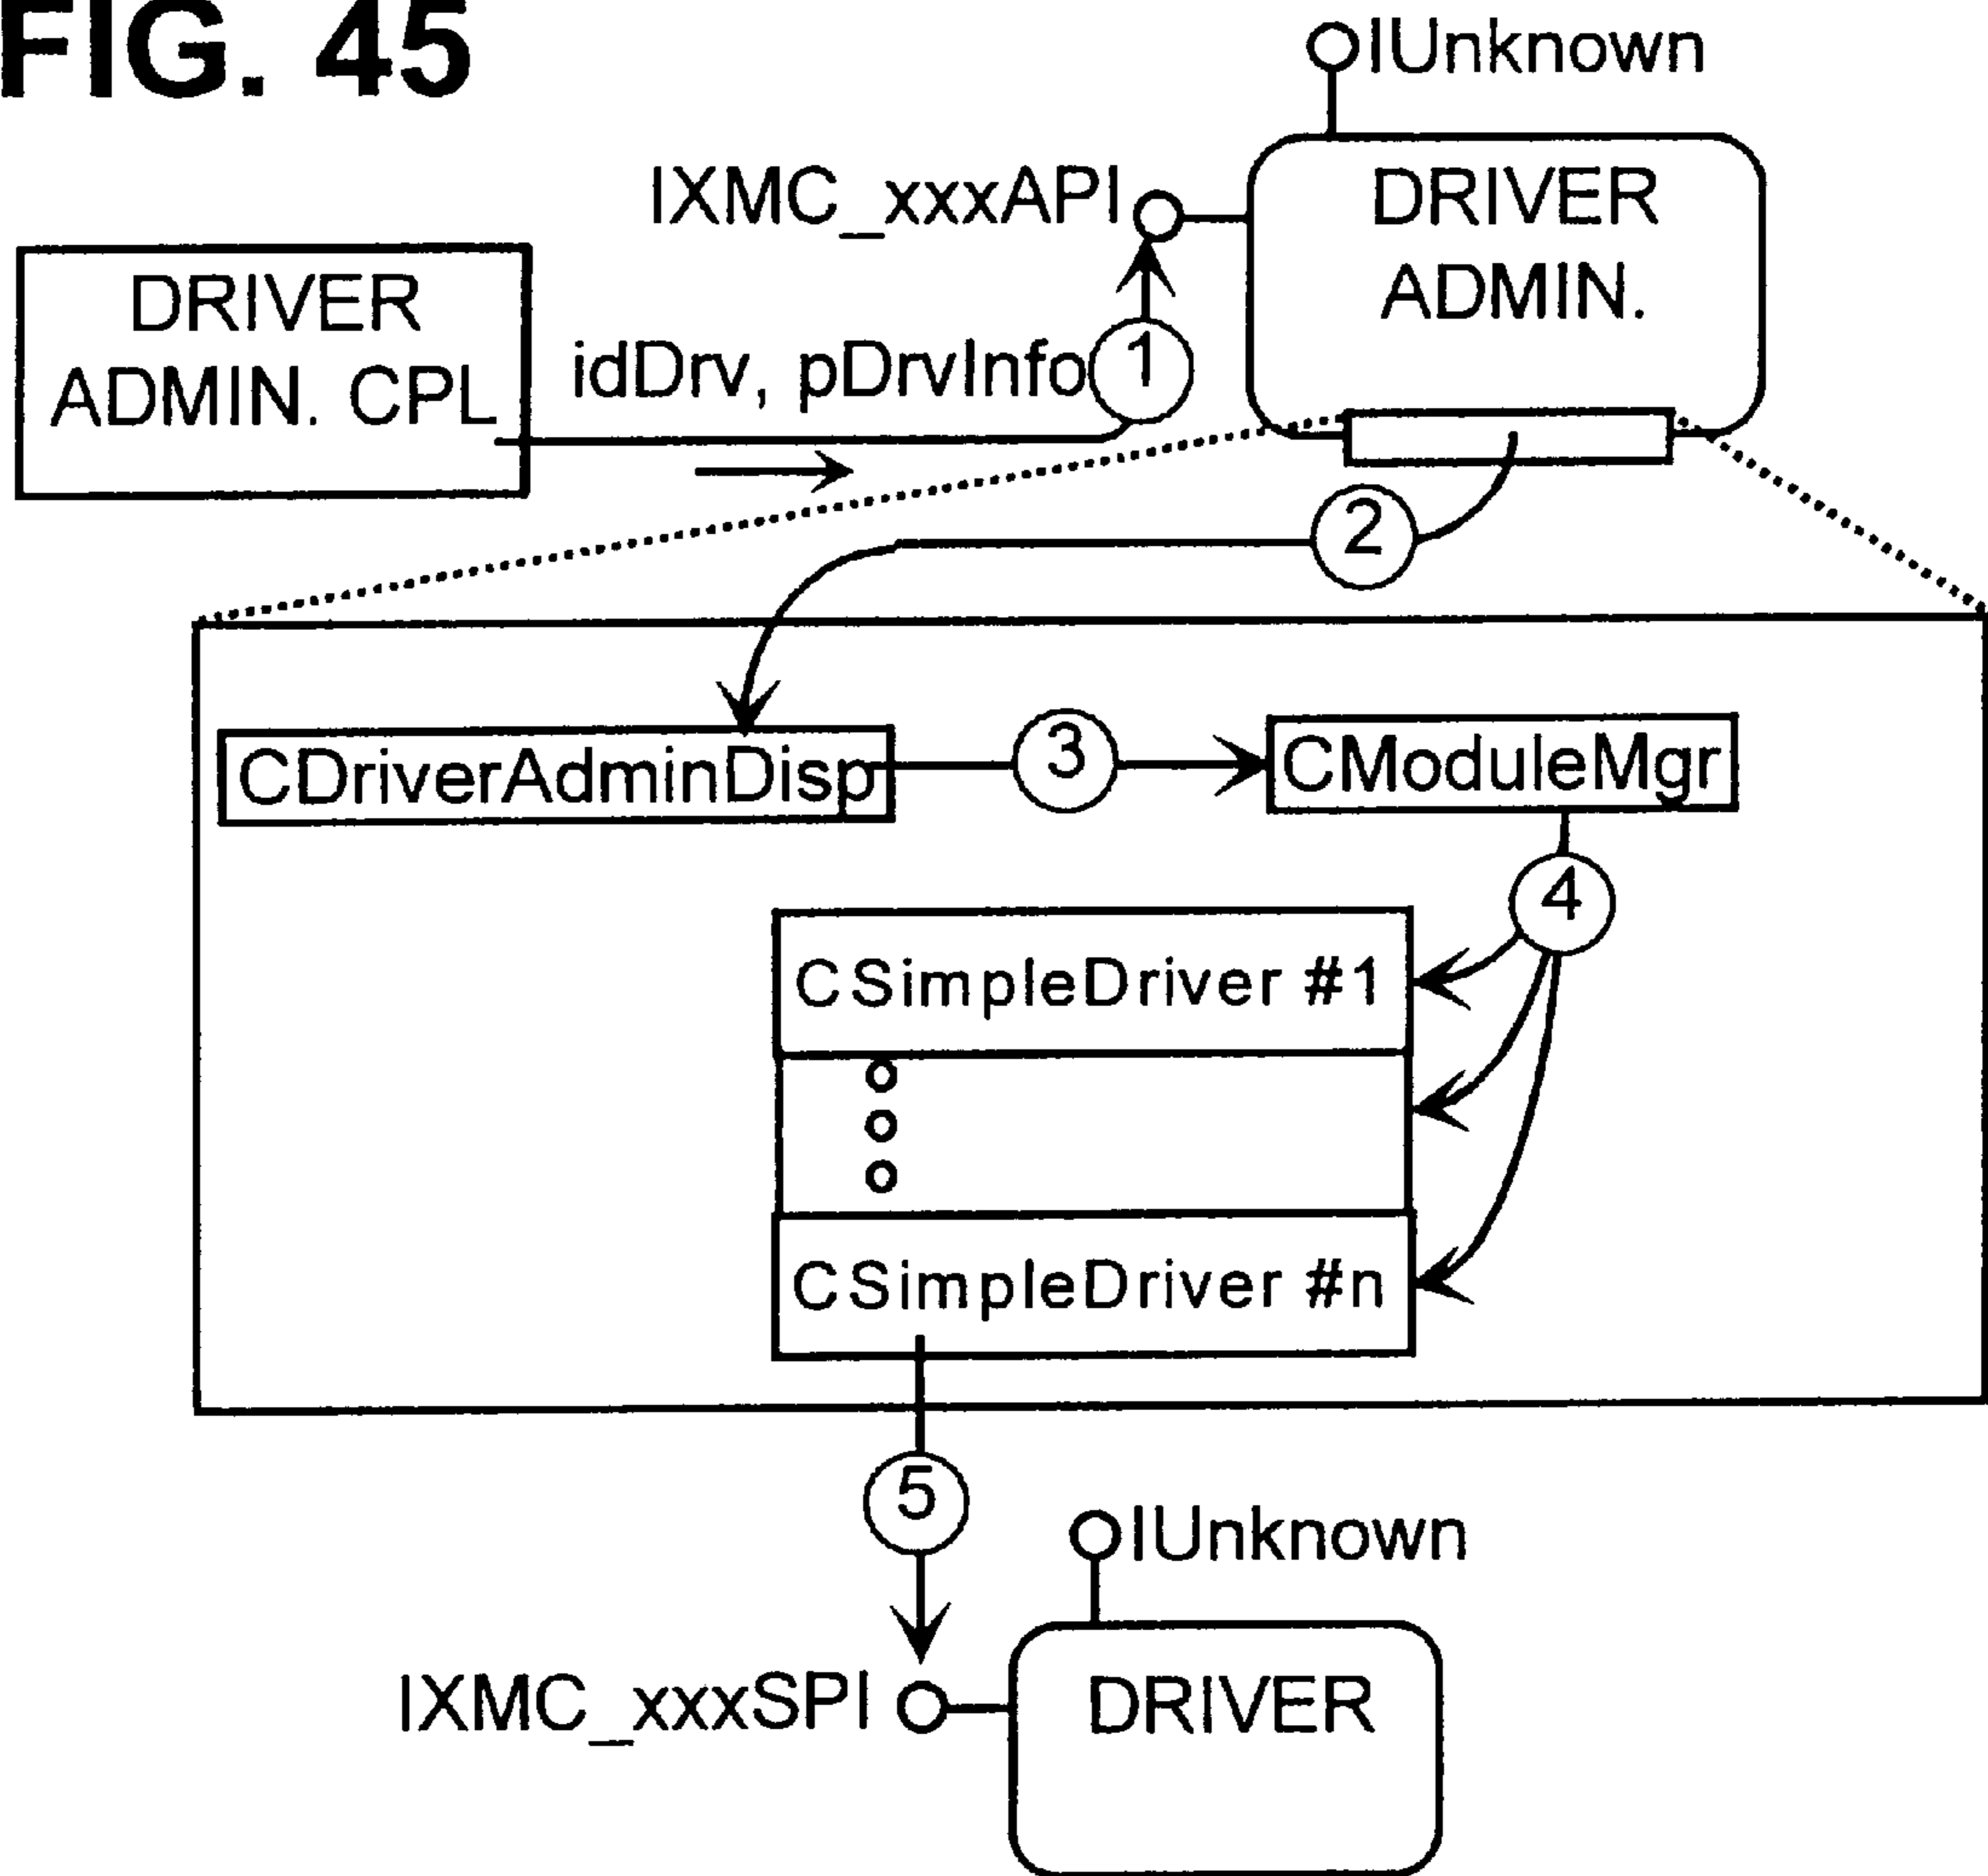 FIG. 45
IUnknown
IXMC_xxxAPI
DRIVER
ADMIN.
DRIVER
ADMIN. CPL
idDrv, pDrvInfo
1
2
CDriverAdminDisp
3
CModuleMgr
4
CSimpleDriver #1
CSimpleDriver #n
5
IUnknown
IXMC_xxxSPI
DRIVER